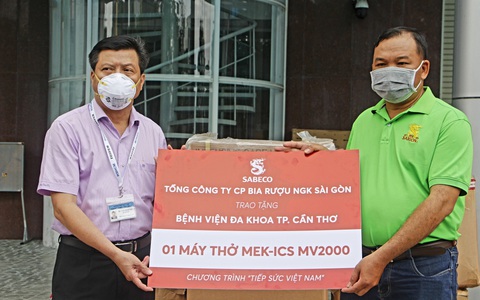 SABECO
TỔNG CÔNG TY CP BIA RƯỢU NGK SÀI GÒN
TRAO TẶNG
BỆNH VIỆN ĐA KHOA TP. CẦN THƠ
01 MÁY THỞ MEK-ICS MV2000
CHƯƠNG TRÌNH "TIẾP SỨC VIỆT NAM"